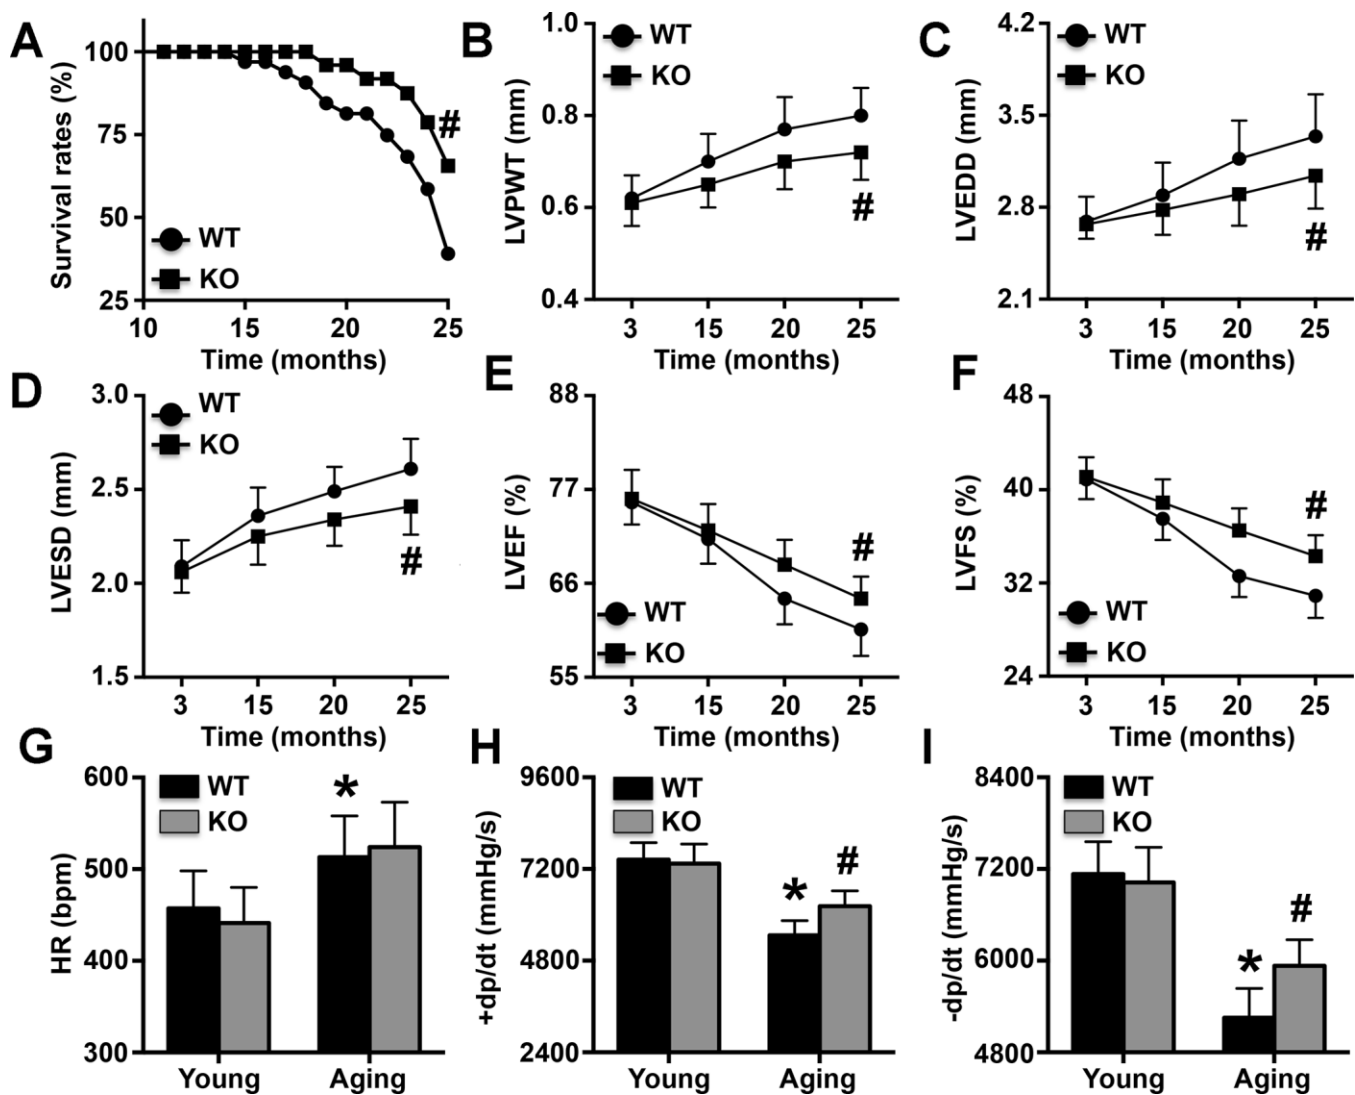 A
Survival rates (%)
100
75
50
25
WT
KO
#
10
15
20
25
Time (months)
B
LVPWT (mm)
1.0
0.8
0.6
0.4
WT
KO
#
3
15
20
25
Time (months)
C
LVEDD (mm)
4.2
3.5
2.8
2.1
WT
KO
#
3
15
20
25
Time (months)
D
LVESD (mm)
3.0
2.5
2.0
1.5
WT
KO
#
3
15
20
25
Time (months)
E
LVEF (%)
88
77
66
55
#
WT
KO
3
15
20
25
Time (months)
F
LVFS (%)
48
40
32
24
#
WT
KO
3
15
20
25
Time (months)
G
HR (bpm)
600
500
400
300
WT
KO
*
Young
Aging
H
+dp/dt (mmHg/s)
9600
7200
4800
2400
WT
KO
*
#
Young
Aging
I
-dp/dt (mmHg/s)
8400
7200
6000
4800
WT
KO
*
#
Young
Aging